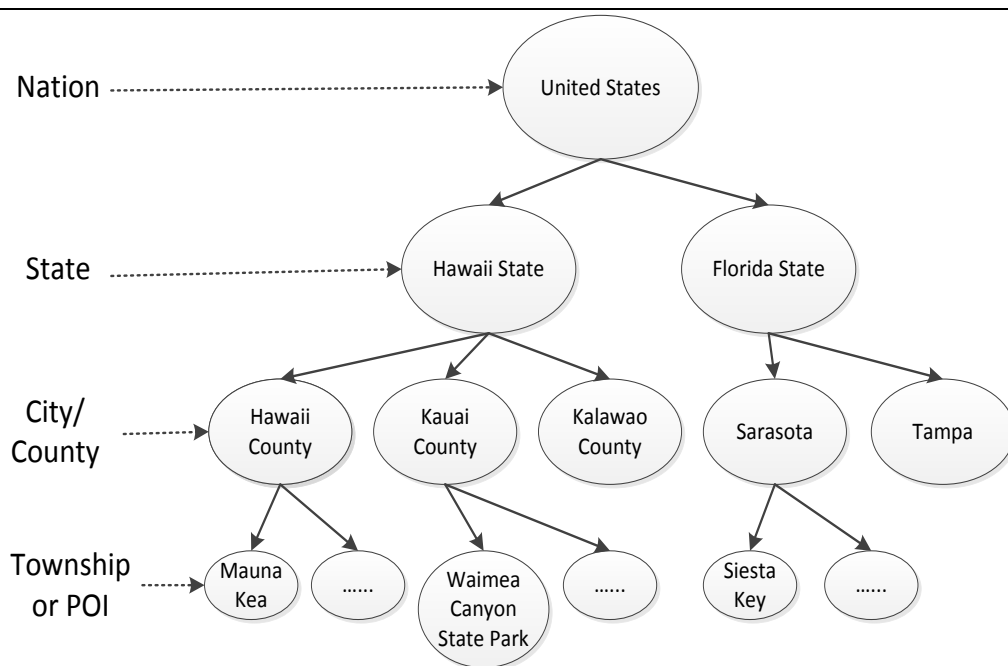 Nation
United States
State
Hawaii State
Florida State
City/
County
Hawaii
County
Kauai
County
Kalawao
County
Sarasota
Tampa
Township
or POI
Mauna
Kea
......
Waimea
Canyon
State Park
......
Siesta
Key
......